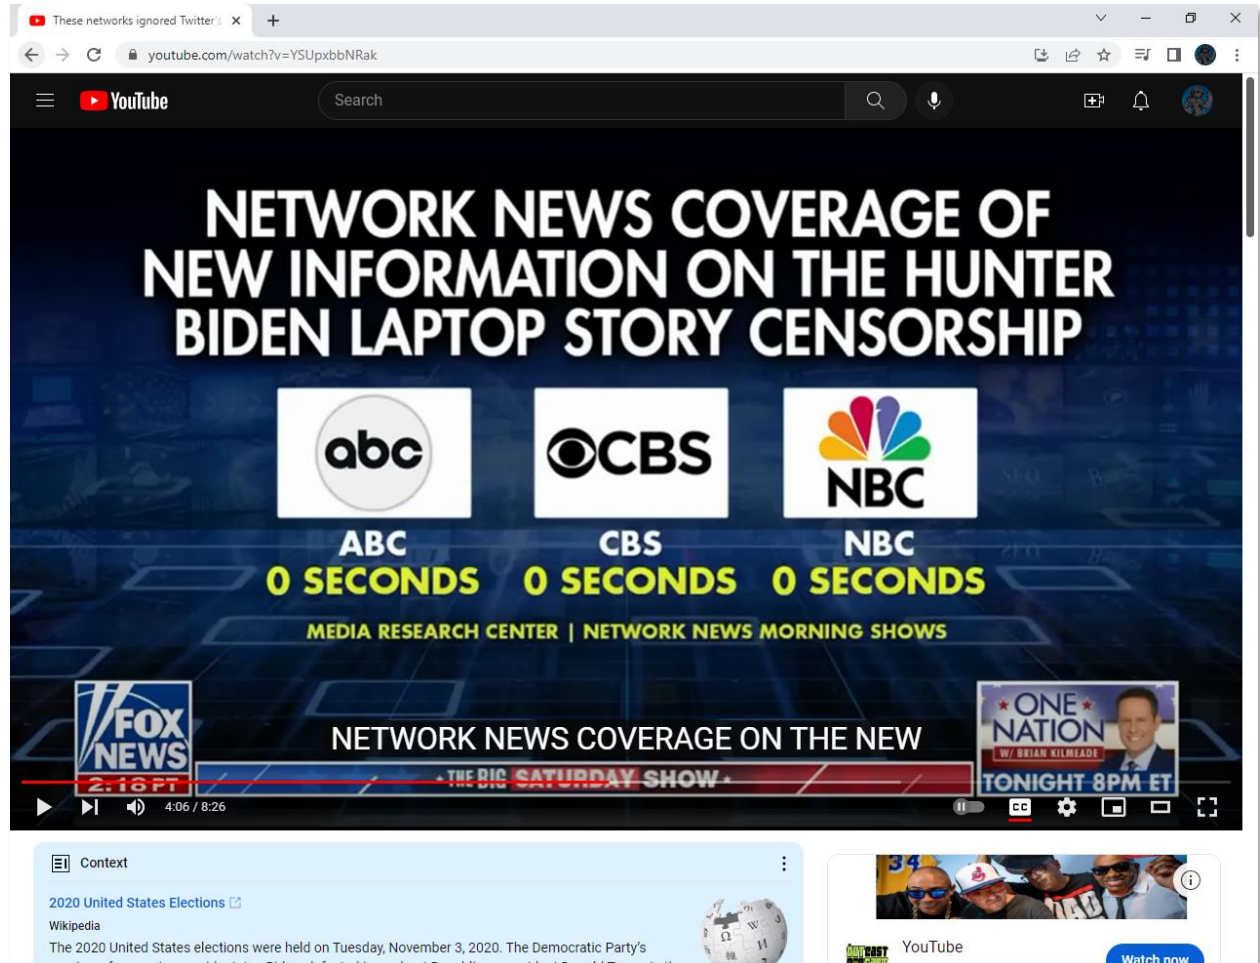 These networks ignored Twitter's
youtube.com/watch?v=YSUpxbbNRak
YouTube
Search
NETWORK NEWS COVERAGE OF
NEW INFORMATION ON THE HUNTER
BIDEN LAPTOP STORY CENSORSHIP
abc
CBS
NBC
ABC
CBS
NBC
0 SECONDS
0 SECONDS
0 SECONDS
MEDIA RESEARCH CENTER | NETWORK NEWS MORNING SHOWS
FOX
NEWS
2:18 PT
NETWORK NEWS COVERAGE ON THE NEW
THE BIG SATURDAY SHOW
ONE
NATION
W/ BRIAN KILMEADE
TONIGHT 8PM ET
4:06 / 8:26
CC
Context
2020 United States Elections
Wikipedia
The 2020 United States elections were held on Tuesday, November 3, 2020. The Democratic Party's
34
YouTube
Watch now